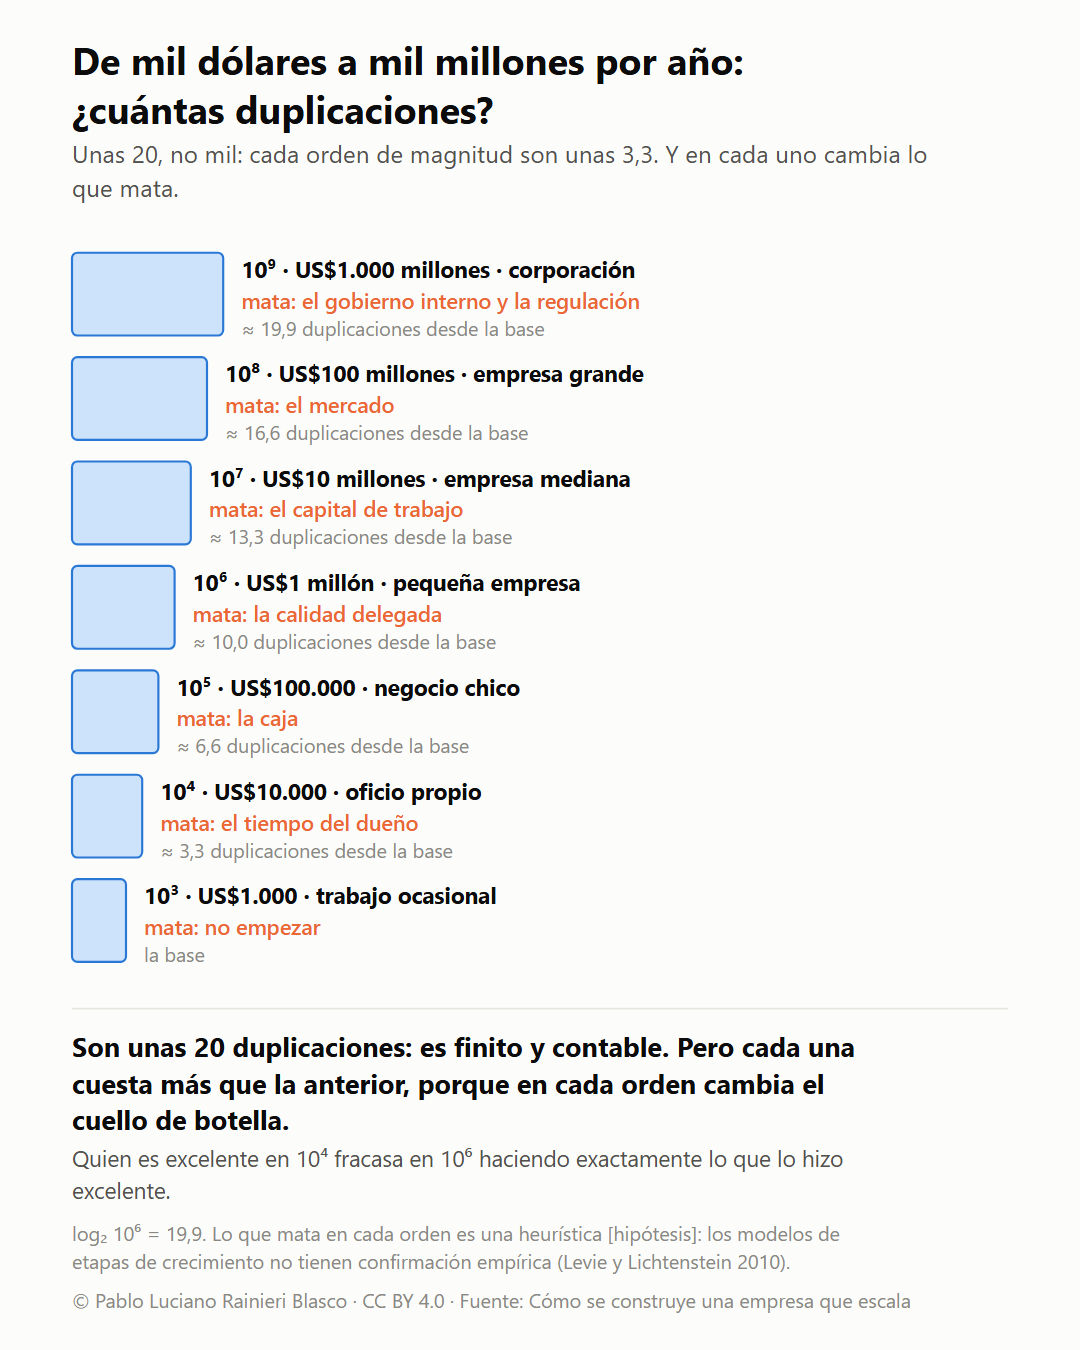 De mil dólares a mil millones por año:
¿cuántas duplicaciones?
Unas 20, no mil: cada orden de magnitud son unas 3,3. Y en cada uno cambia lo
que mata.
10⁹ · US$1.000 millones · corporación
mata: el gobierno interno y la regulación
≈ 19,9 duplicaciones desde la base
10⁸ · US$100 millones · empresa grande
mata: el mercado
≈ 16,6 duplicaciones desde la base
10⁷ · US$10 millones · empresa mediana
mata: el capital de trabajo
≈ 13,3 duplicaciones desde la base
10⁶ · US$1 millón · pequeña empresa
mata: la calidad delegada
≈ 10,0 duplicaciones desde la base
10⁵ · US$100.000 · negocio chico
mata: la caja
≈ 6,6 duplicaciones desde la base
10⁴ · US$10.000 · oficio propio
mata: el tiempo del dueño
≈ 3,3 duplicaciones desde la base
10³ · US$1.000 · trabajo ocasional
mata: no empezar
la base
Son unas 20 duplicaciones: es finito y contable. Pero cada una
cuesta más que la anterior, porque en cada orden cambia el
cuello de botella.
Quien es excelente en 10⁴ fracasa en 10⁶ haciendo exactamente lo que lo hizo
excelente.
log₂ 10⁶ = 19,9. Lo que mata en cada orden es una heurística [hipótesis]: los modelos de
etapas de crecimiento no tienen confirmación empírica (Levie y Lichtenstein 2010).
© Pablo Luciano Rainieri Blasco · CC BY 4.0 · Fuente: Cómo se construye una empresa que escala